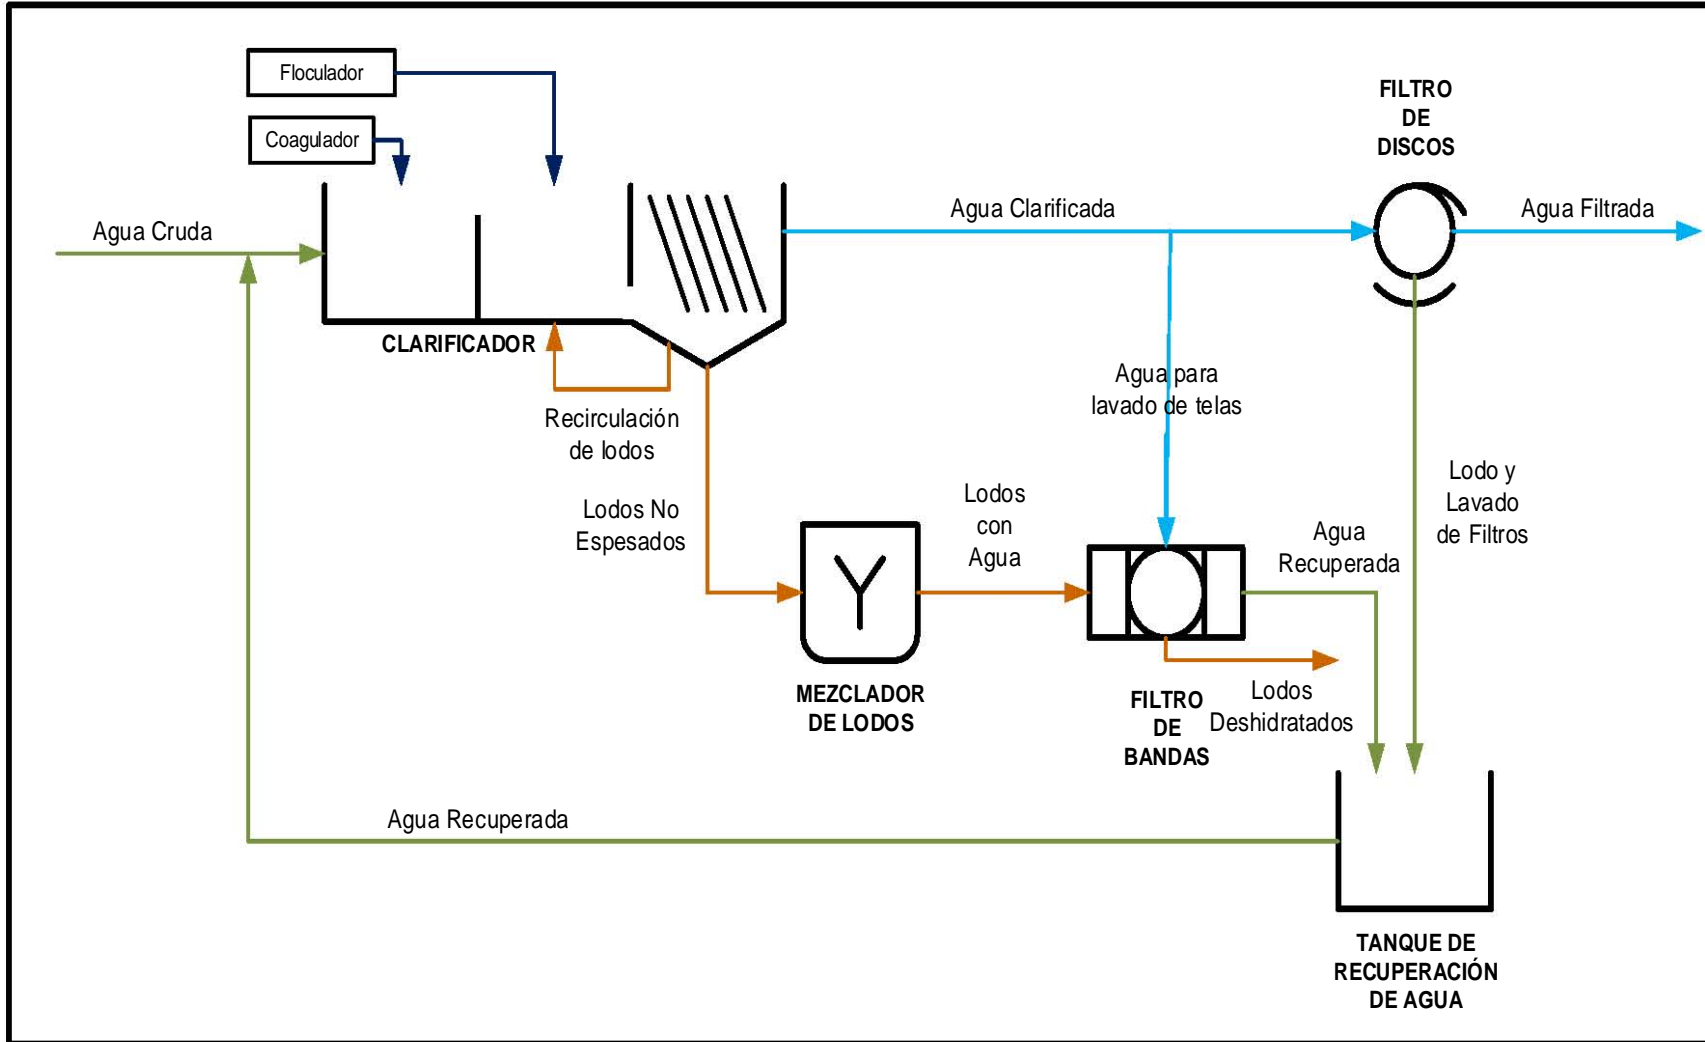 Floculador
Coagulador
FILTRO
DE
DISCOS
Agua Cruda
Agua Clarificada
Agua Filtrada
CLARIFICADOR
Recirculación
de lodos
Agua para
lavado de telas
Lodos No
Espesados
Lodos
con
Agua
Agua
Recuperada
Lodo y
Lavado
de Filtros
MEZCLADOR
DE LODOS
FILTRO
DE
BANDAS
Lodos
Deshidratados
Agua Recuperada
TANQUE DE
RECUPERACIÓN
DE AGUA